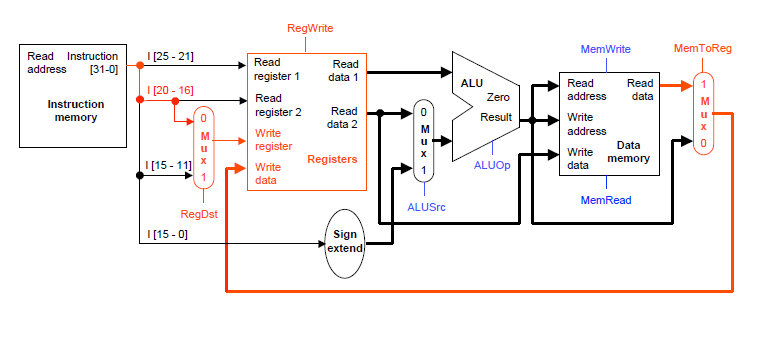 RegWrite
MemWrite
MemToReg
Read Instruction
address [31-0]
Instruction
memory
I [25 - 21]
I [20 - 16]
I [15 - 11]
I [15 - 0]
0
M
u
x
1
RegDst
Read
register 1
Read
data 1
Read
register 2
Read
data 2
Write
register
Write
data
Registers
Sign
extend
0
M
u
x
1
ALUSrc
ALU
Zero
Result
ALUOp
Read
address
Read
data
Write
address
Write
data
Data
memory
MemRead
1
M
u
x
0